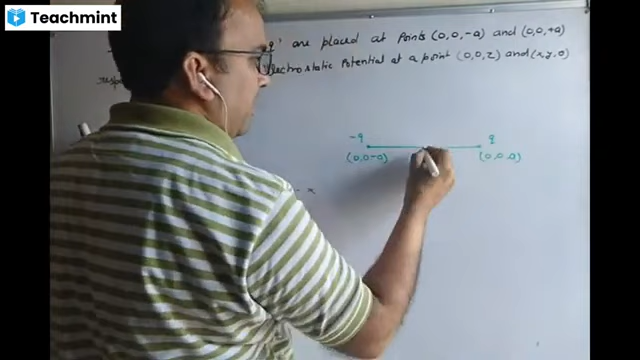 Teachmint
q' are placed at points (0,0,-a) and (0,0,+a)
Electrostatic Potential at a point (0,0,z) and (x,y,0)
-q q
(0,0-a) (0,0,a)